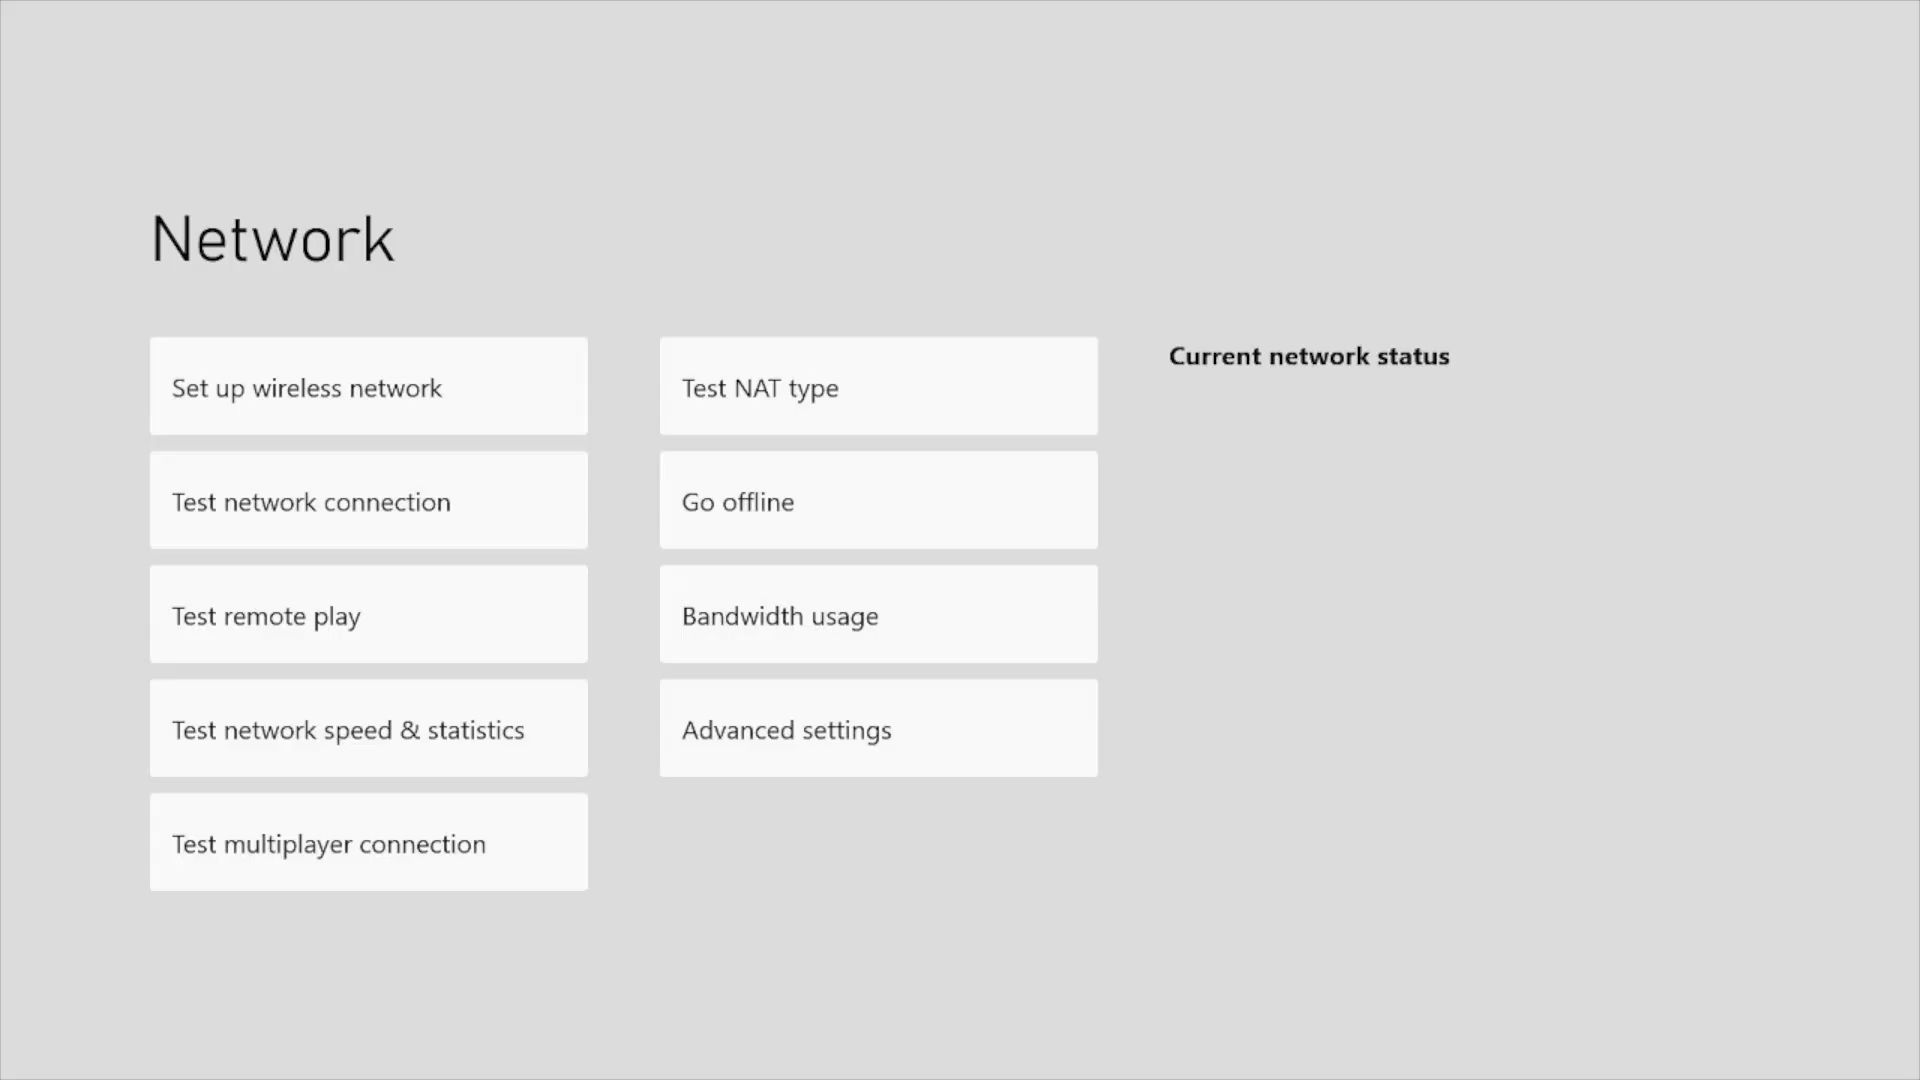 Network
Set up wireless network
Test network connection
Test remote play
Test network speed & statistics
Test multiplayer connection
Test NAT type
Go offline
Bandwidth usage
Advanced settings
Current network status